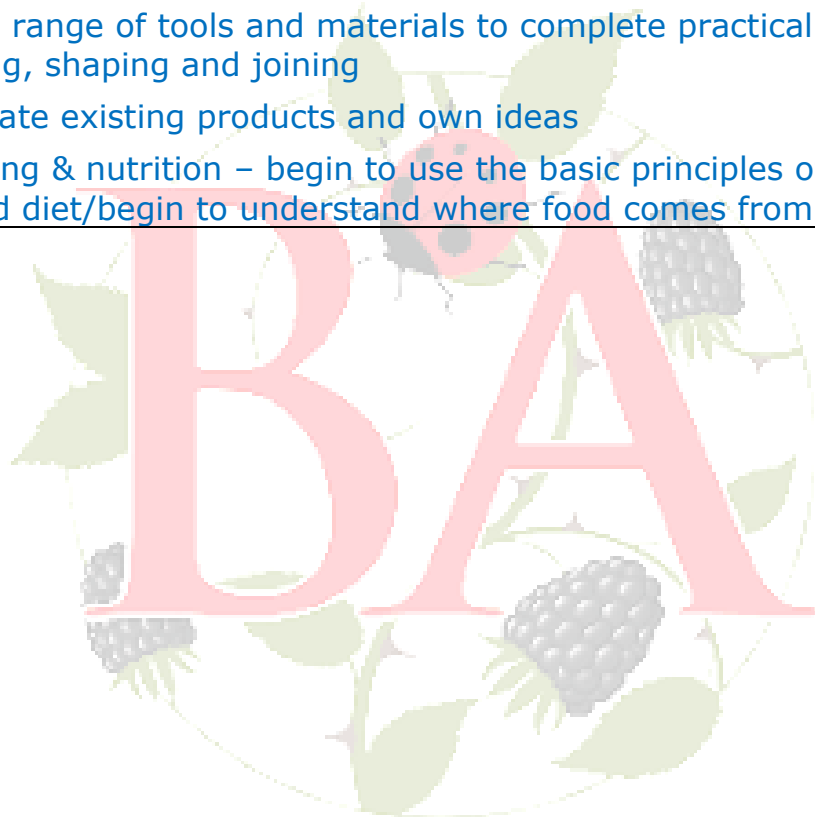 range of tools and materials to complete practical
g, shaping and joining
ate existing products and own ideas
ng & nutrition – begin to use the basic principles o
d diet/begin to understand where food comes from
BA